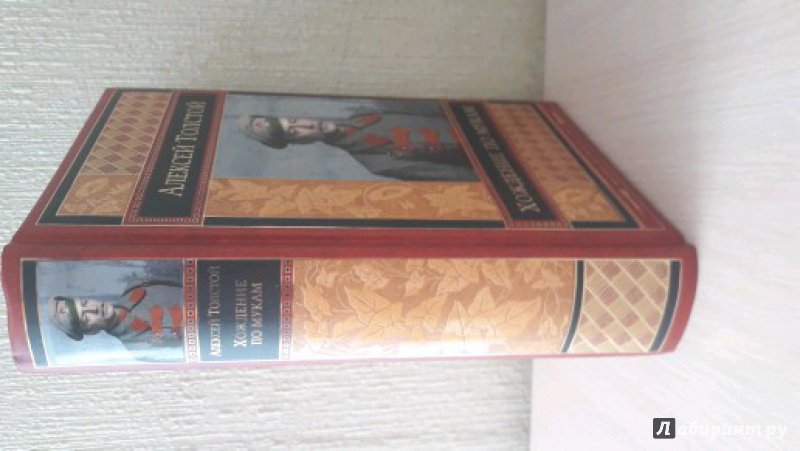 АЛЕКСЕЙ ТОЛСТОЙ
ХОЖДЕНИЕ ПО МУКАМ
АЛЕКСЕЙ ТОЛСТОЙ
ХОЖДЕНИЕ
ПО МУКАМ
Лабиринт.ру